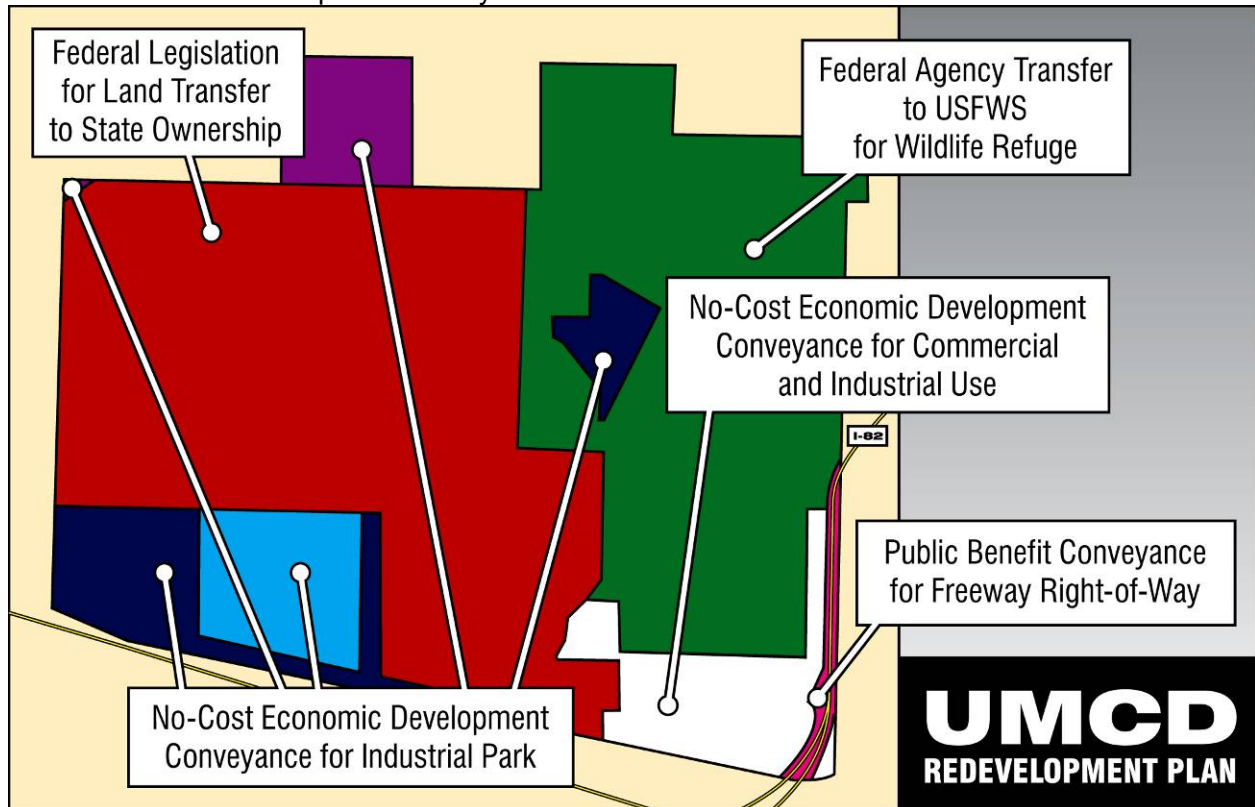 Federal Legislation
for Land Transfer
to State Ownership
Federal Agency Transfer
to USFWS
for Wildlife Refuge
No-Cost Economic Development
Conveyance for Commercial
and Industrial Use
I-82
Public Benefit Conveyance
for Freeway Right-of-Way
No-Cost Economic Development
Conveyance for Industrial Park
UMCD
REDEVELOPMENT PLAN